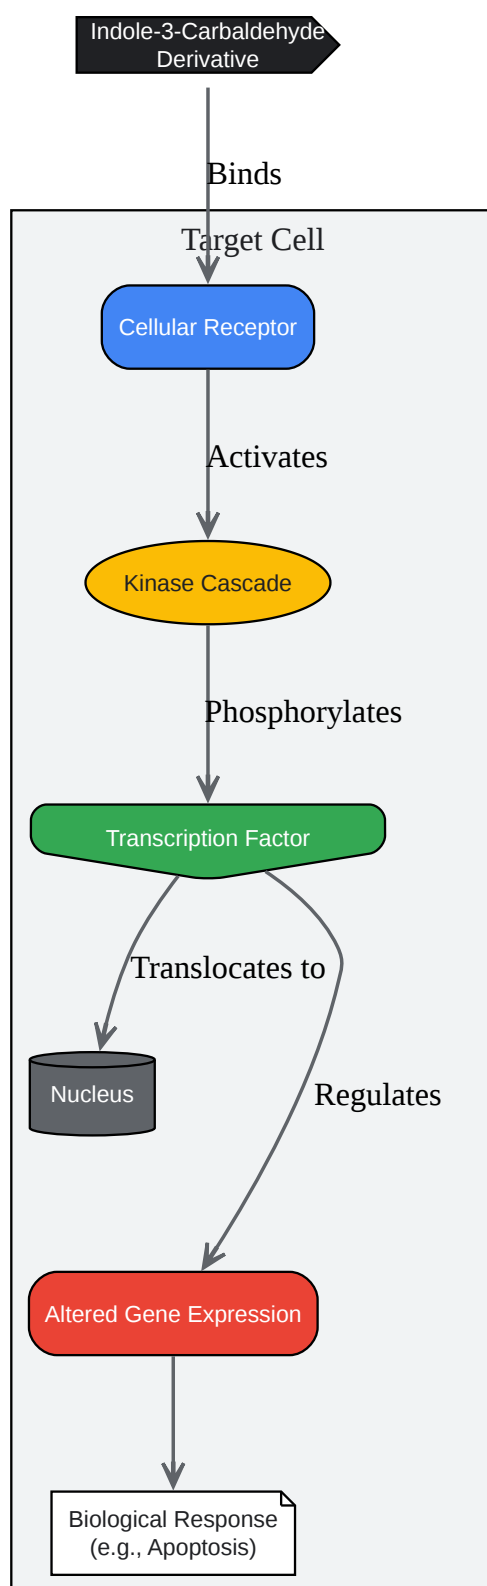 Indole-3-Carbaldehyde
Derivative
Binds
Target Cell
Cellular Receptor
Activates
Kinase Cascade
Phosphorylates
Transcription Factor
Translocates to
Nucleus
Regulates
Altered Gene Expression
Biological Response
(e.g., Apoptosis)